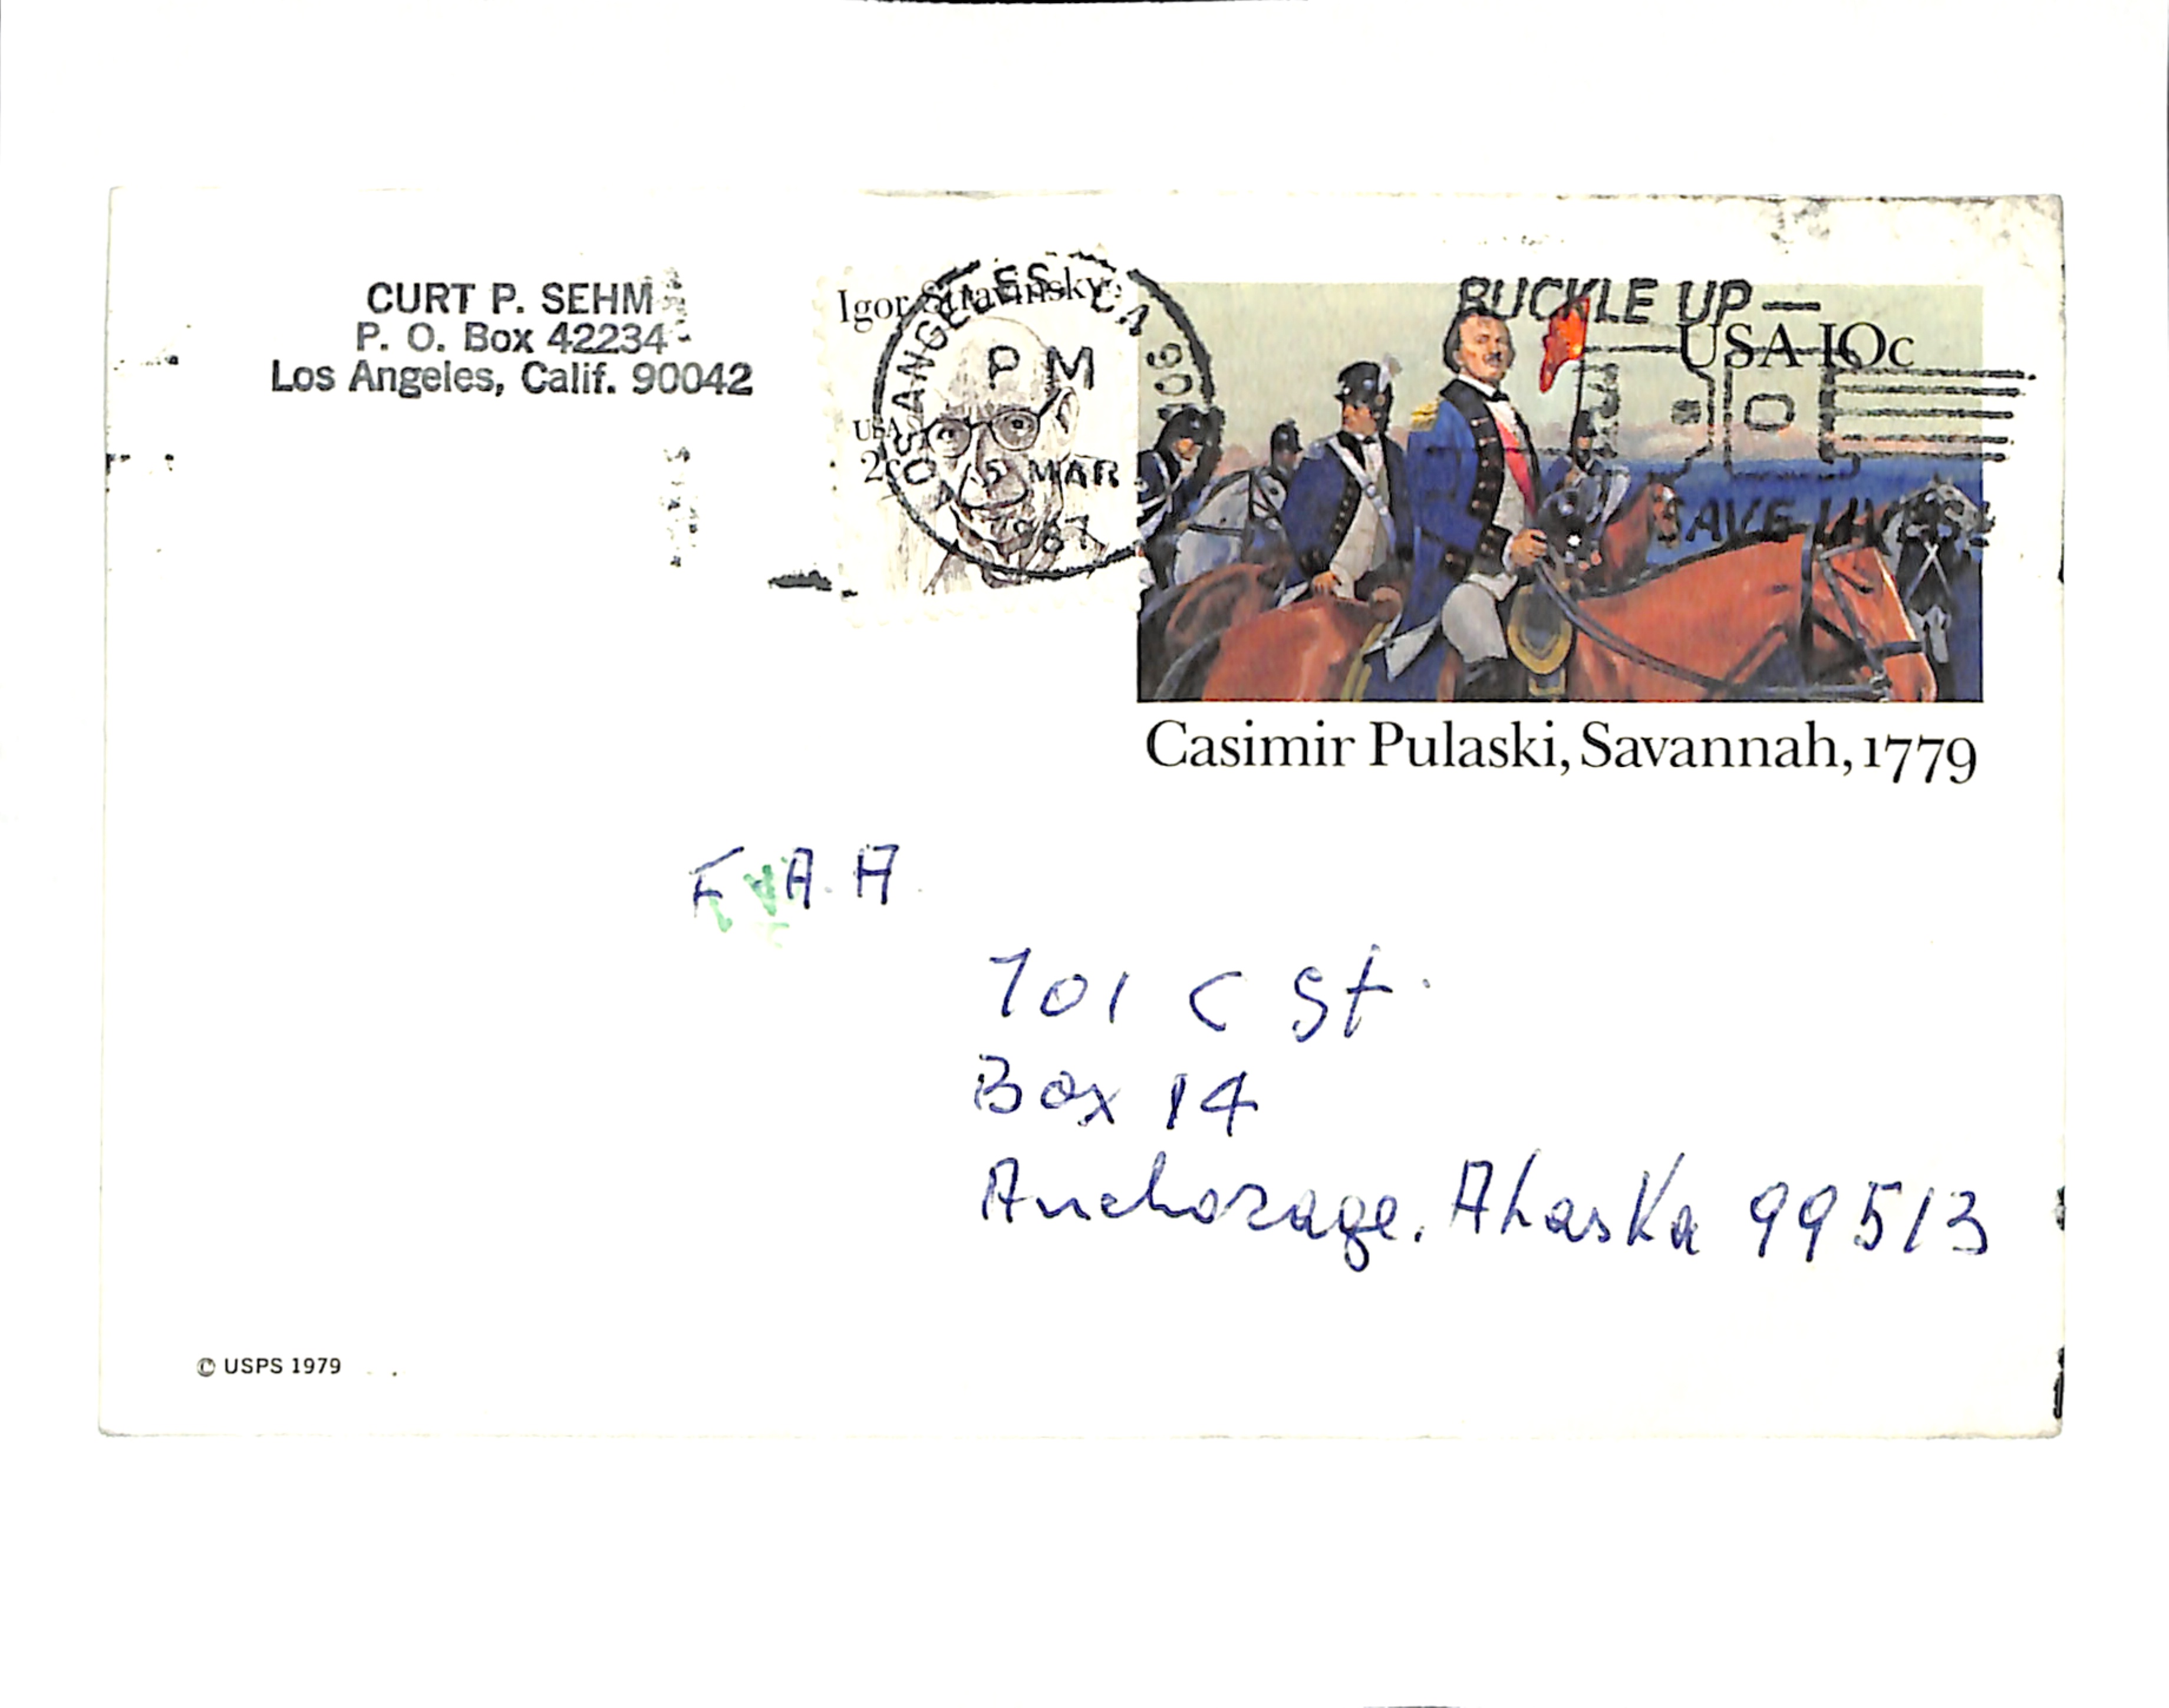 CURT P. SEHM
P. O. Box 42234
Los Angeles, Calif. 90042
Igor Stravinsky
USA
2c
LOS ANGELES, CA
PM
5 MAR
1987
BUCKLE UP —
USA 10c
SAVE LIVES!
Casimir Pulaski, Savannah, 1779
F A. A.
701 C St.
Box 14
Anchorage. Alaska 99513
© USPS 1979